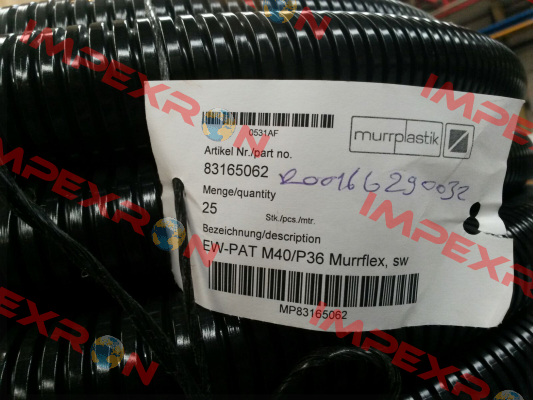 IMPEXRON
0531AF
murrplastik
Artikel Nr./part no.
83165062
R00166290032
Menge/quantity
25 Stk./pcs./mtr.
Bezeichnung/description
EW-PAT M40/P36 Murrflex, sw
MP83165062
IMPEXRON
IMPEXRON
IMPEXRON